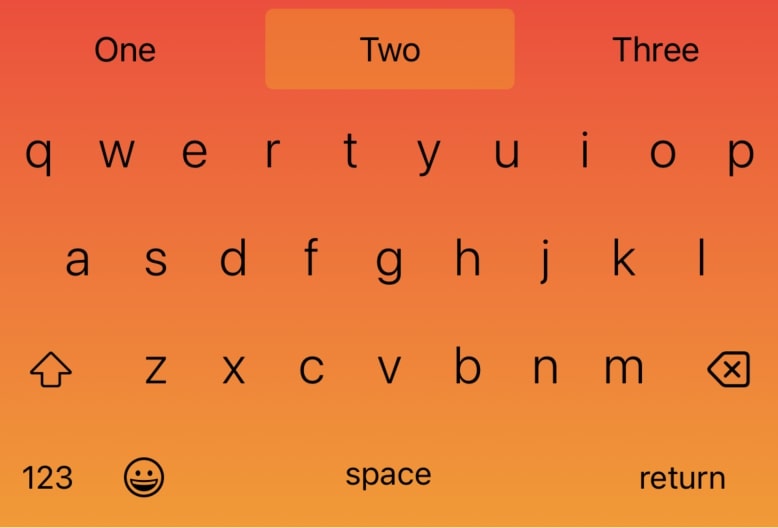 One Two Three
q w e r t y u i o p
a s d f g h j k l
z x c v b n m
123 space return